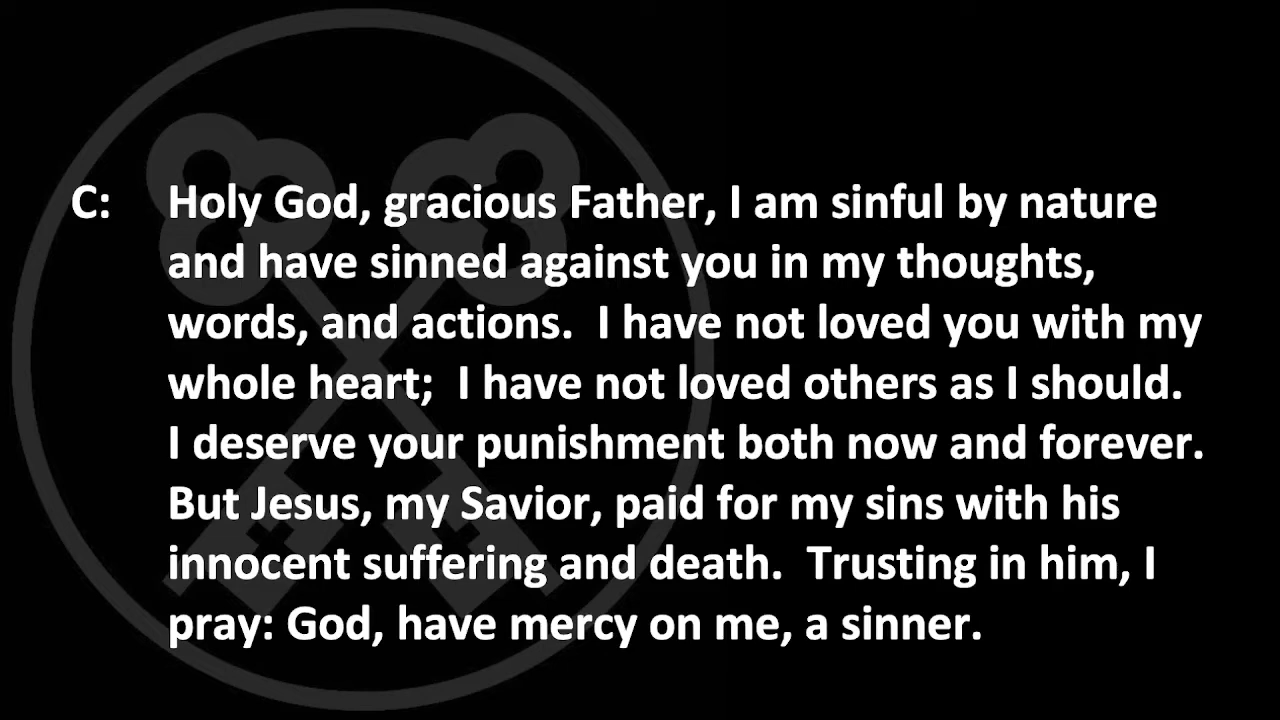 C: Holy God, gracious Father, I am sinful by nature
and have sinned against you in my thoughts,
words, and actions.  I have not loved you with my
whole heart;  I have not loved others as I should.
I deserve your punishment both now and forever.
But Jesus, my Savior, paid for my sins with his
innocent suffering and death.  Trusting in him, I
pray: God, have mercy on me, a sinner.